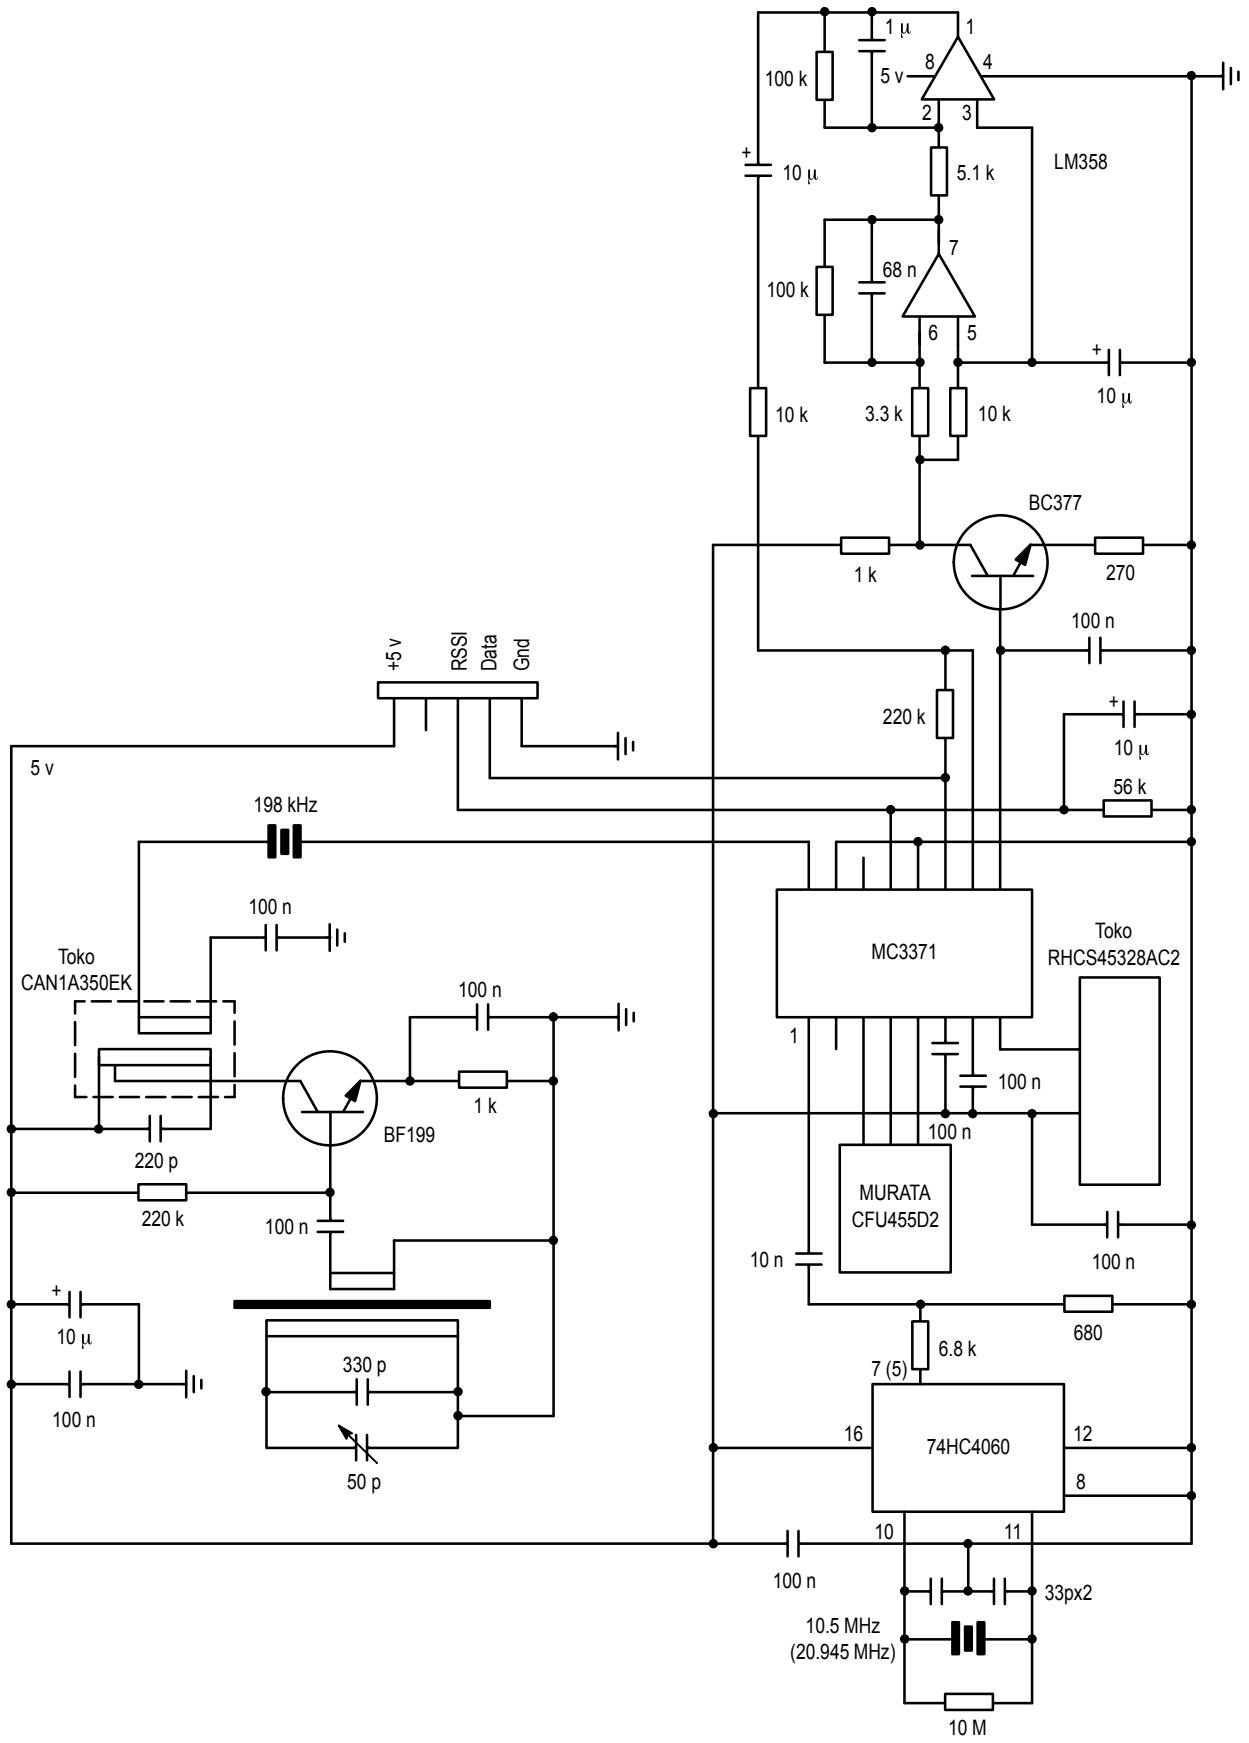 1 μ
1
8
4
5 v
100 k
2
3
LM358
+
10 μ
5.1 k
7
68 n
100 k
6
5
+
10 μ
10 k
3.3 k
10 k
BC377
1 k
270
100 n
+5 v
RSSI
Data
Gnd
220 k
+
10 μ
5 v
56 k
198 kHz
100 n
Toko
CAN1A350EK
MC3371
Toko
RHCS45328AC2
100 n
1
1 k
100 n
BF199
100 n
220 p
MURATA
CFU455D2
220 k
100 n
10 n
100 n
+
10 μ
680
6.8 k
330 p
7 (5)
100 n
16
74HC4060
12
50 p
8
10
11
100 n
33px2
10.5 MHz
(20.945 MHz)
10 M